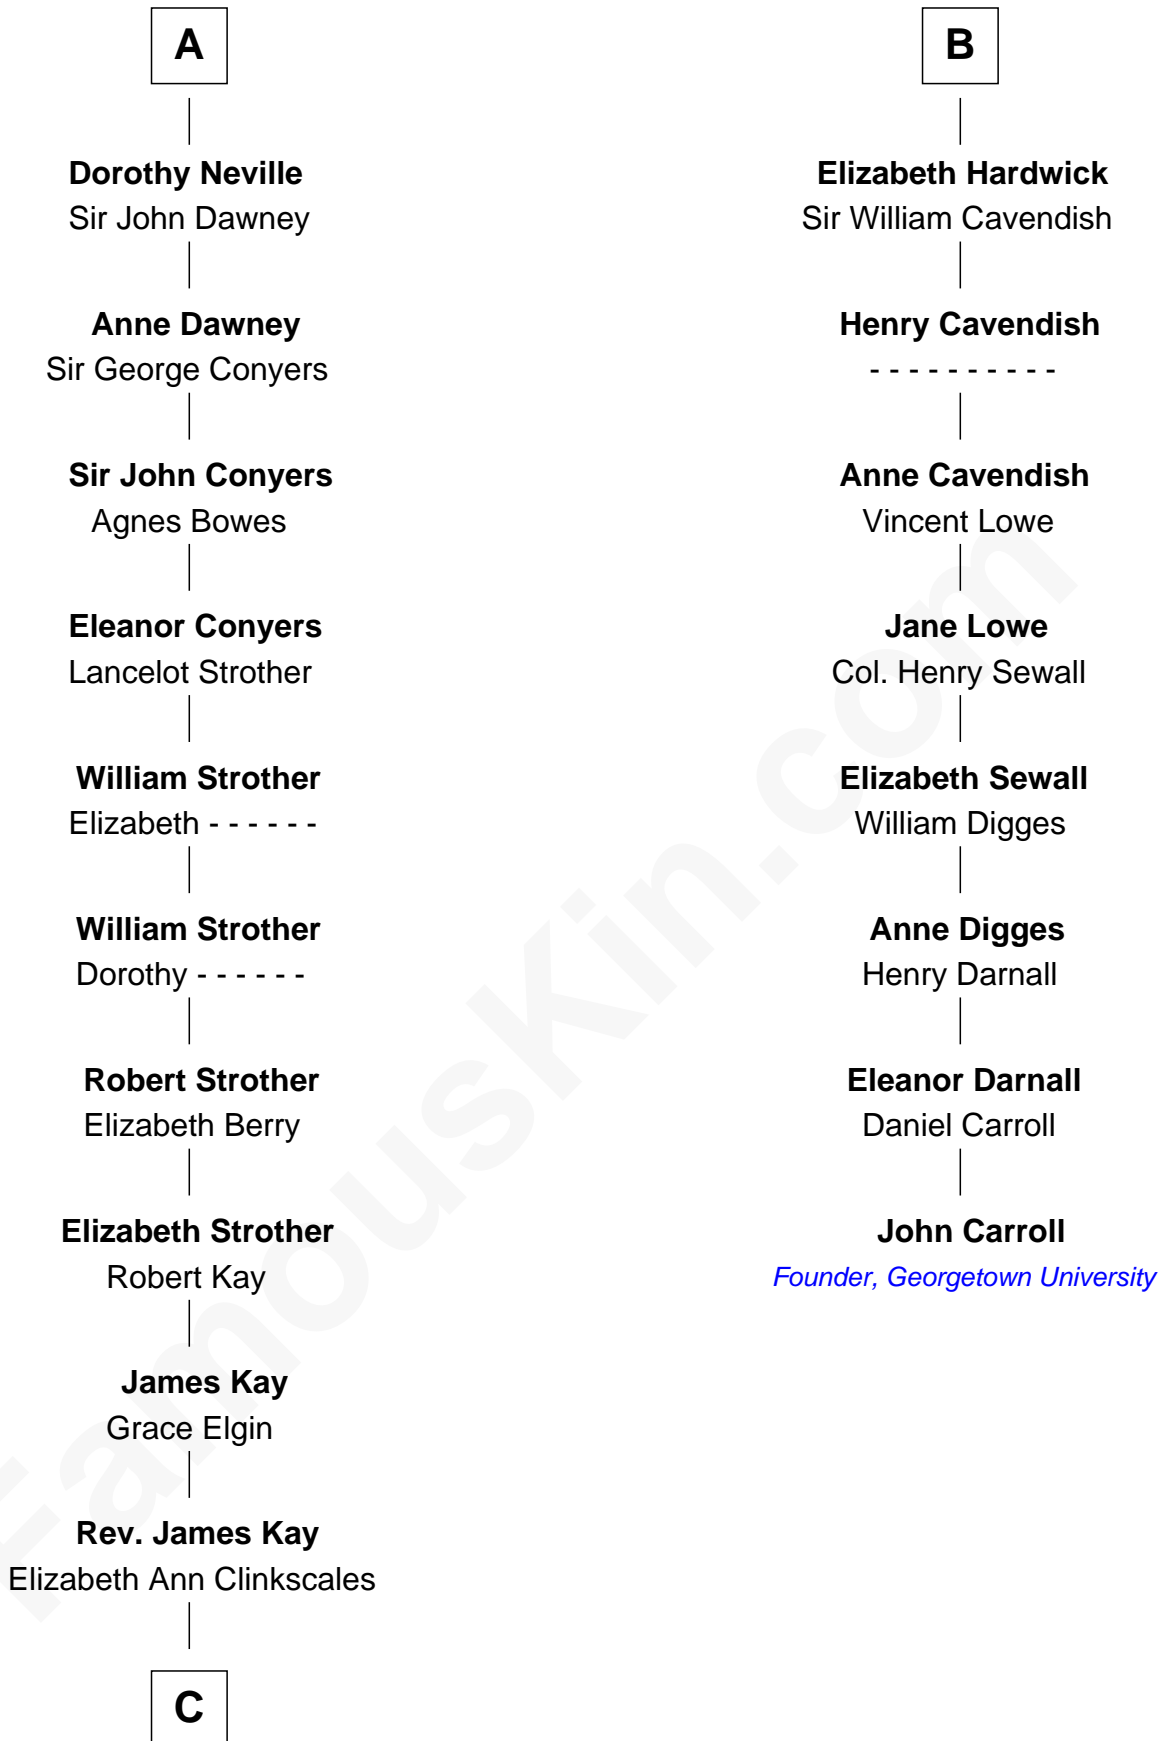 A
Dorothy Neville
Sir John Dawney
Anne Dawney
Sir George Conyers
Sir John Conyers
Agnes Bowes
Eleanor Conyers
Lancelot Strother
William Strother
Elizabeth - - - - - -
William Strother
Dorothy - - - - - -
Robert Strother
Elizabeth Berry
Elizabeth Strother
Robert Kay
James Kay
Grace Elgin
Rev. James Kay
Elizabeth Ann Clinkscales
C
B
Elizabeth Hardwick
Sir William Cavendish
Henry Cavendish
- - - - - - - - - -
Anne Cavendish
Vincent Lowe
Jane Lowe
Col. Henry Sewall
Elizabeth Sewall
William Digges
Anne Digges
Henry Darnall
Eleanor Darnall
Daniel Carroll
John Carroll
Founder, Georgetown University
FamousKin.com